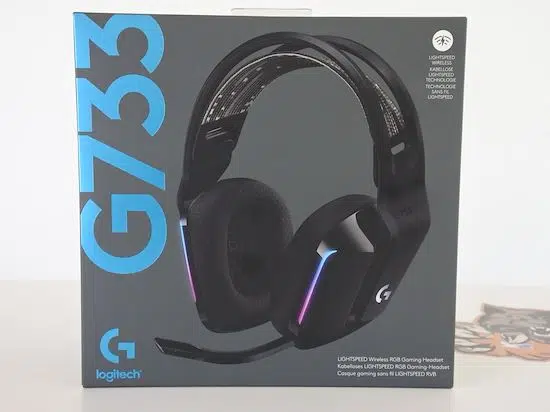 G733
LIGHTSPEED
WIRELESS
KABELLOSE
LIGHTSPEED
TECHNOLOGIE
TECHNOLOGIE
SANS FIL
LIGHTSPEED
G
logitech
LIGHTSPEED Wireless RGB Gaming Headset
Kabelloses LIGHTSPEED RGB-Gaming-Headset
Casque gaming sans fil LIGHTSPEED RVB